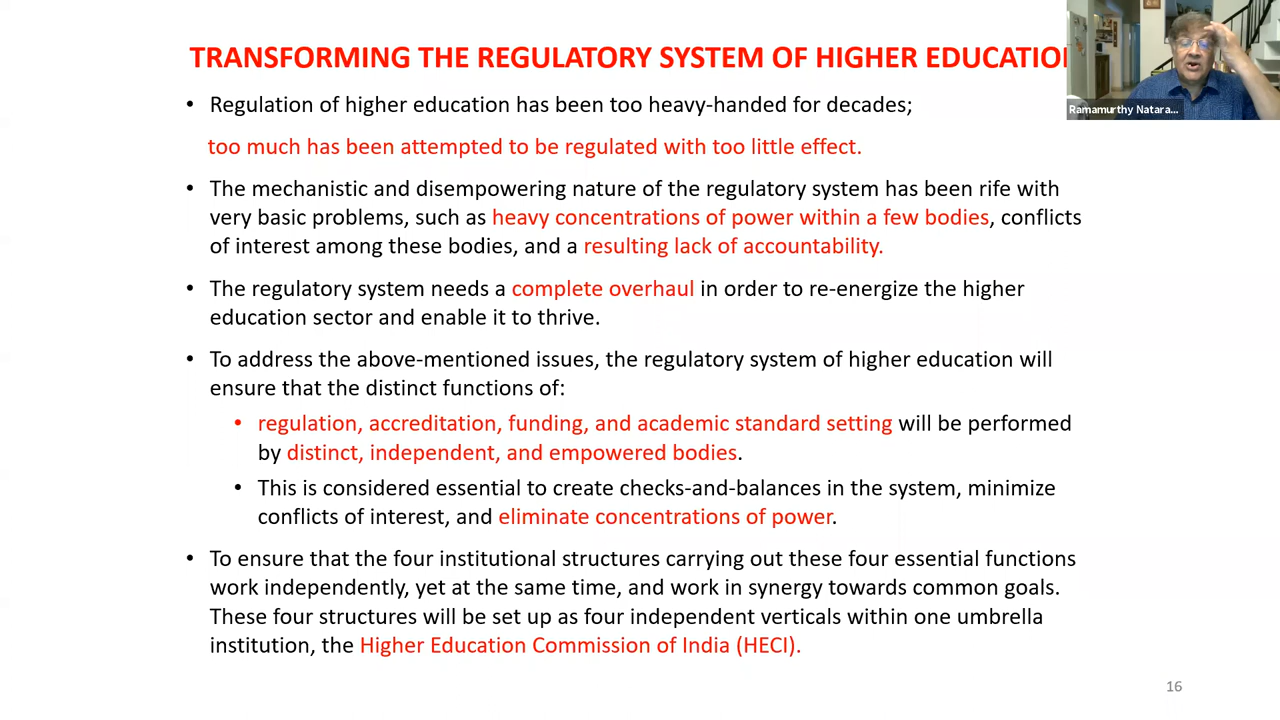 TRANSFORMING THE REGULATORY SYSTEM OF HIGHER EDUCATION
• Regulation of higher education has been too heavy-handed for decades;
too much has been attempted to be regulated with too little effect.
• The mechanistic and disempowering nature of the regulatory system has been rife with
very basic problems, such as heavy concentrations of power within a few bodies, conflicts
of interest among these bodies, and a resulting lack of accountability.
• The regulatory system needs a complete overhaul in order to re-energize the higher
education sector and enable it to thrive.
• To address the above-mentioned issues, the regulatory system of higher education will
ensure that the distinct functions of:
• regulation, accreditation, funding, and academic standard setting will be performed
by distinct, independent, and empowered bodies.
• This is considered essential to create checks-and-balances in the system, minimize
conflicts of interest, and eliminate concentrations of power.
• To ensure that the four institutional structures carrying out these four essential functions
work independently, yet at the same time, and work in synergy towards common goals.
These four structures will be set up as four independent verticals within one umbrella
institution, the Higher Education Commission of India (HECI).
Ramamurthy Natara...
16